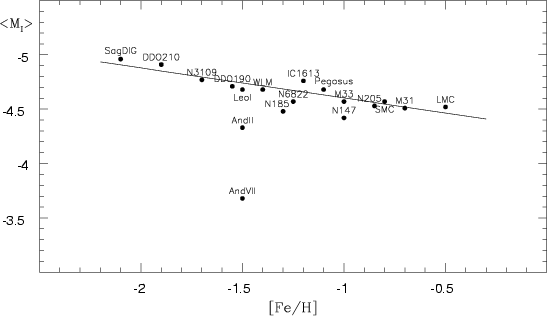 <M_I>
-5
-4.5
-4
-3.5
SagDIG
DDO210
N3109
DDO190
LeoI
WLM
IC1613
Pegasus
N6822
N185
M33
N205
SMC
M31
N147
LMC
AndII
AndVII
-2
-1.5
-1
-0.5
[Fe/H]